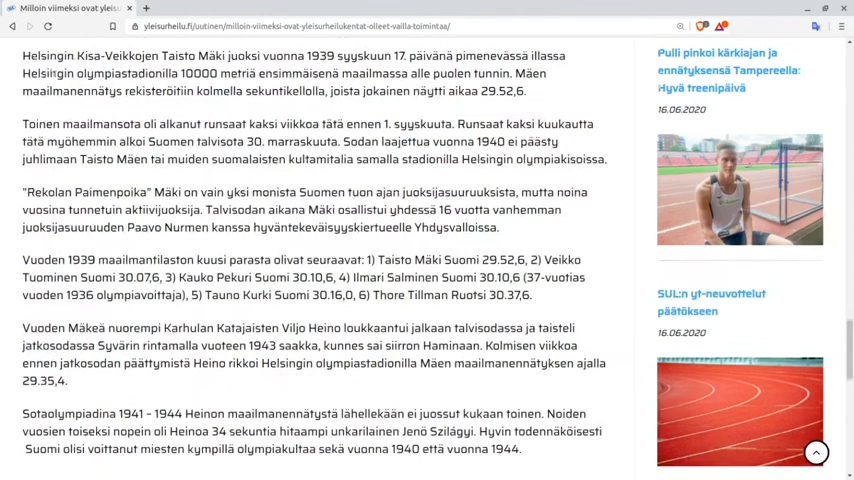 Milloin viimeksi ovat yleisu
yleisurheilu.fi/uutinen/milloin-viimeksi-ovat-yleisurheilukentat-olleet-vailla-toimintaa/
Helsingin Kisa-Veikkojen Taisto Mäki juoksi vuonna 1939 syyskuun 17. päivänä pimenevässä illassa
Helsingin olympiastadionilla 10000 metriä ensimmäisenä maailmassa alle puolen tunnin. Mäen
maailmanennätys rekisteröitiin kolmella sekuntikellolla, joista jokainen näytti aikaa 29.52,6.
Toinen maailmansota oli alkanut runsaat kaksi viikkoa tätä ennen 1. syyskuuta. Runsaat kaksi kuukautta
tätä myöhemmin alkoi Suomen talvisota 30. marraskuuta. Sodan laajettua vuonna 1940 ei päästy
juhlimaan Taisto Mäen tai muiden suomalaisten kultamitalia samalla stadionilla Helsingin olympiakisoissa.
"Rekolan Paimenpoika" Mäki on vain yksi monista Suomen tuon ajan juoksijasuuruuksista, mutta noina
vuosina tunnetuin aktiivijuoksija. Talvisodan aikana Mäki osallistui yhdessä 16 vuotta vanhemman
juoksijasuuruuden Paavo Nurmen kanssa hyväntekeväisyyskiertueelle Yhdysvalloissa.
Vuoden 1939 maailmantilaston kuusi parasta olivat seuraavat: 1) Taisto Mäki Suomi 29.52,6, 2) Veikko
Tuominen Suomi 30.07,6, 3) Kauko Pekuri Suomi 30.10,6, 4) Ilmari Salminen Suomi 30.10,6 (37-vuotias
vuoden 1936 olympiavoittaja), 5) Tauno Kurki Suomi 30.16,0, 6) Thore Tillman Ruotsi 30.37,6.
Vuoden Mäkeä nuorempi Karhulan Katajaisten Viljo Heino loukkaantui jalkaan talvisodassa ja taisteli
jatkosodassa Syvärin rintamalla vuoteen 1943 saakka, kunnes sai siirron Haminaan. Kolmisen viikkoa
ennen jatkosodan päättymistä Heino rikkoi Helsingin olympiastadionilla Mäen maailmanennätyksen ajalla
29.35,4.
Sotaolympiadina 1941 – 1944 Heinon maailmanennätystä lähellekään ei juossut kukaan toinen. Noiden
vuosien toiseksi nopein oli Heinoa 34 sekuntia hitaampi unkarilainen Jenö Szilágyi. Hyvin todennäköisesti
Suomi olisi voittanut miesten kympillä olympiakultaa sekä vuonna 1940 että vuonna 1944.
Pulli pinkoi kärkiajan ja
ennätyksensä Tampereella:
Hyvä treenipäivä
16.06.2020
SUL:n yt-neuvottelut
päätökseen
16.06.2020